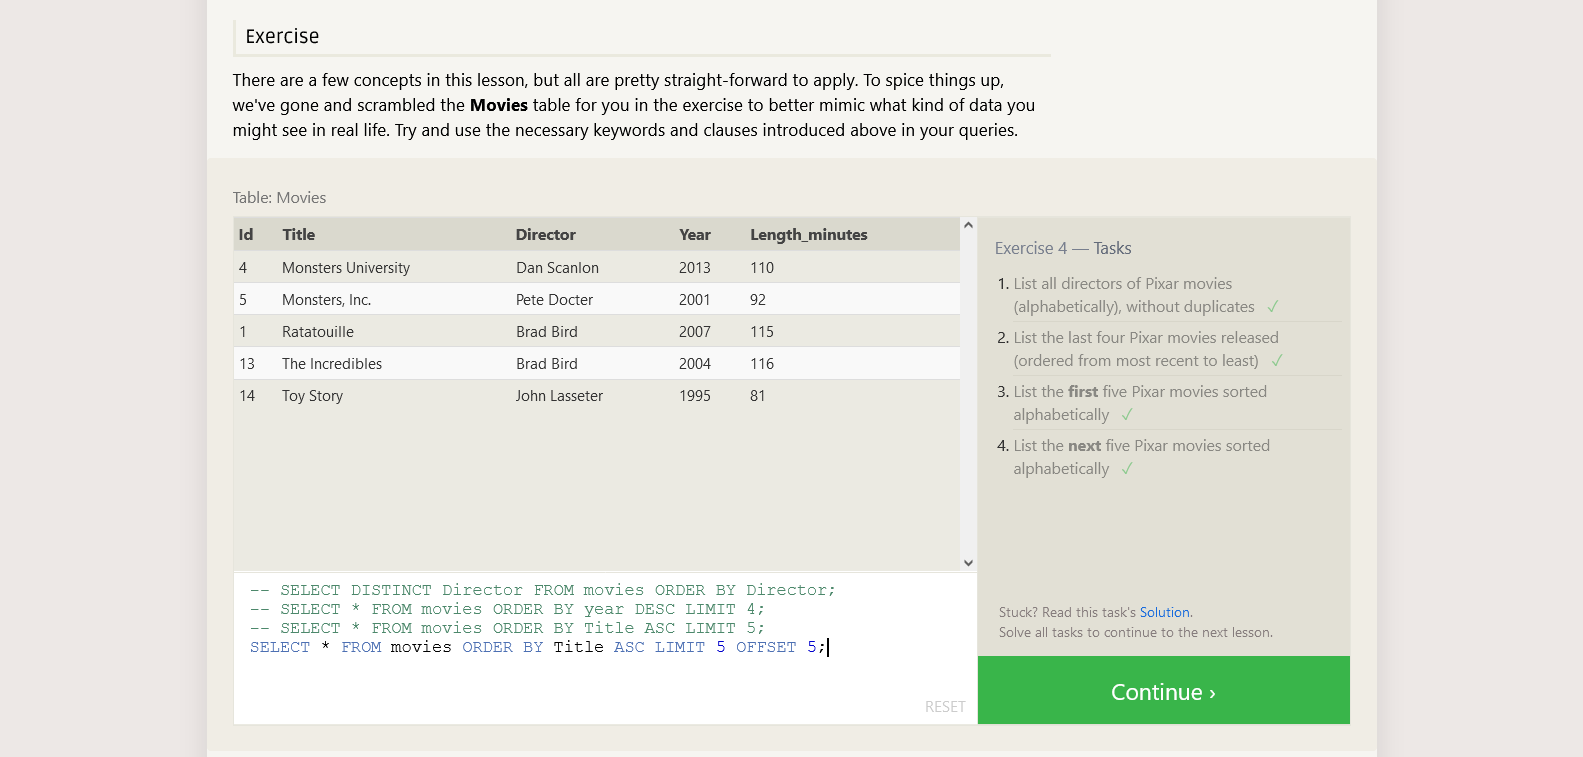 Exercise
There are a few concepts in this lesson, but all are pretty straight-forward to apply. To spice things up,
we've gone and scrambled the Movies table for you in the exercise to better mimic what kind of data you
might see in real life. Try and use the necessary keywords and clauses introduced above in your queries.
Table: Movies
Id Title Director Year Length_minutes
4 Monsters University Dan Scanlon 2013 110
5 Monsters, Inc. Pete Docter 2001 92
1 Ratatouille Brad Bird 2007 115
13 The Incredibles Brad Bird 2004 116
14 Toy Story John Lasseter 1995 81
-- SELECT DISTINCT Director FROM movies ORDER BY Director;
-- SELECT * FROM movies ORDER BY year DESC LIMIT 4;
-- SELECT * FROM movies ORDER BY Title ASC LIMIT 5;
SELECT * FROM movies ORDER BY Title ASC LIMIT 5 OFFSET 5;
RESET
Exercise 4 — Tasks
1. List all directors of Pixar movies
(alphabetically), without duplicates ✓
2. List the last four Pixar movies released
(ordered from most recent to least) ✓
3. List the first five Pixar movies sorted
alphabetically ✓
4. List the next five Pixar movies sorted
alphabetically ✓
Stuck? Read this task's Solution.
Solve all tasks to continue to the next lesson.
Continue ›